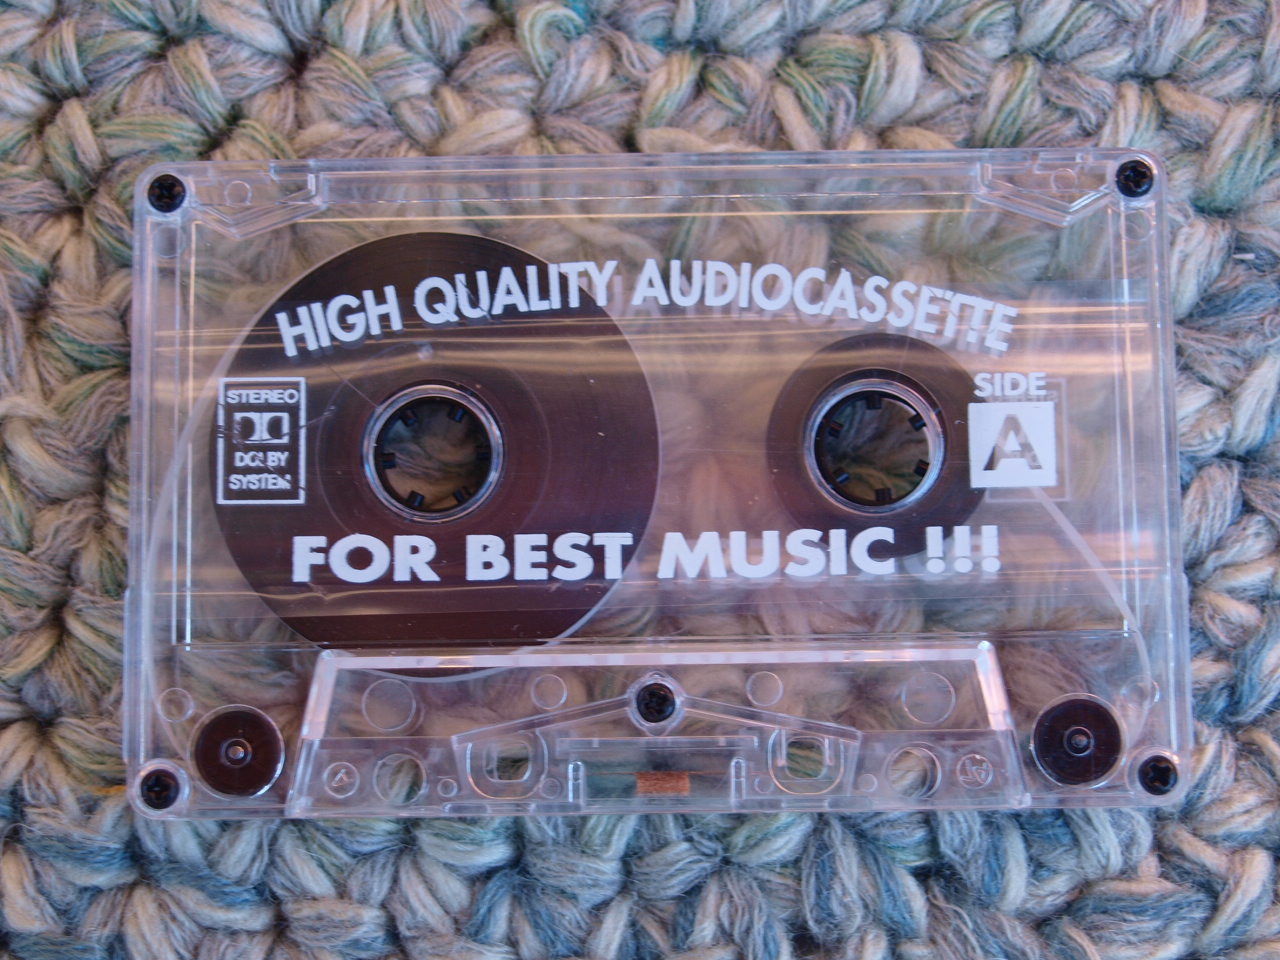 HIGH QUALITY AUDIOCASSETTE
STEREO
DOLBY
SYSTEM
SIDE
A
FOR BEST MUSIC !!!